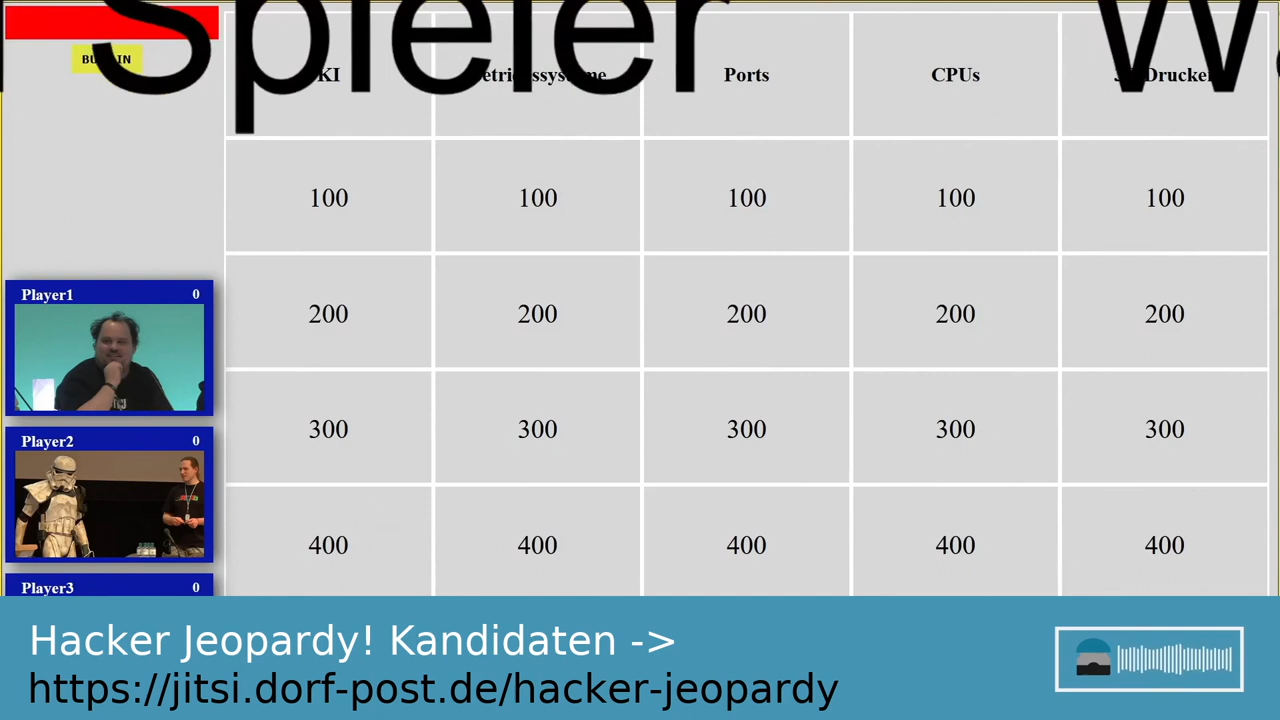 Spieler W
KI Ports CPUs
100 100 100 100 100
200 200 200 200 200
300 300 300 300 300
400 400 400 400 400
Player1 0
Player2 0
Player3 0
Hacker Jeopardy! Kandidaten ->
https://jitsi.dorf-post.de/hacker-jeopardy